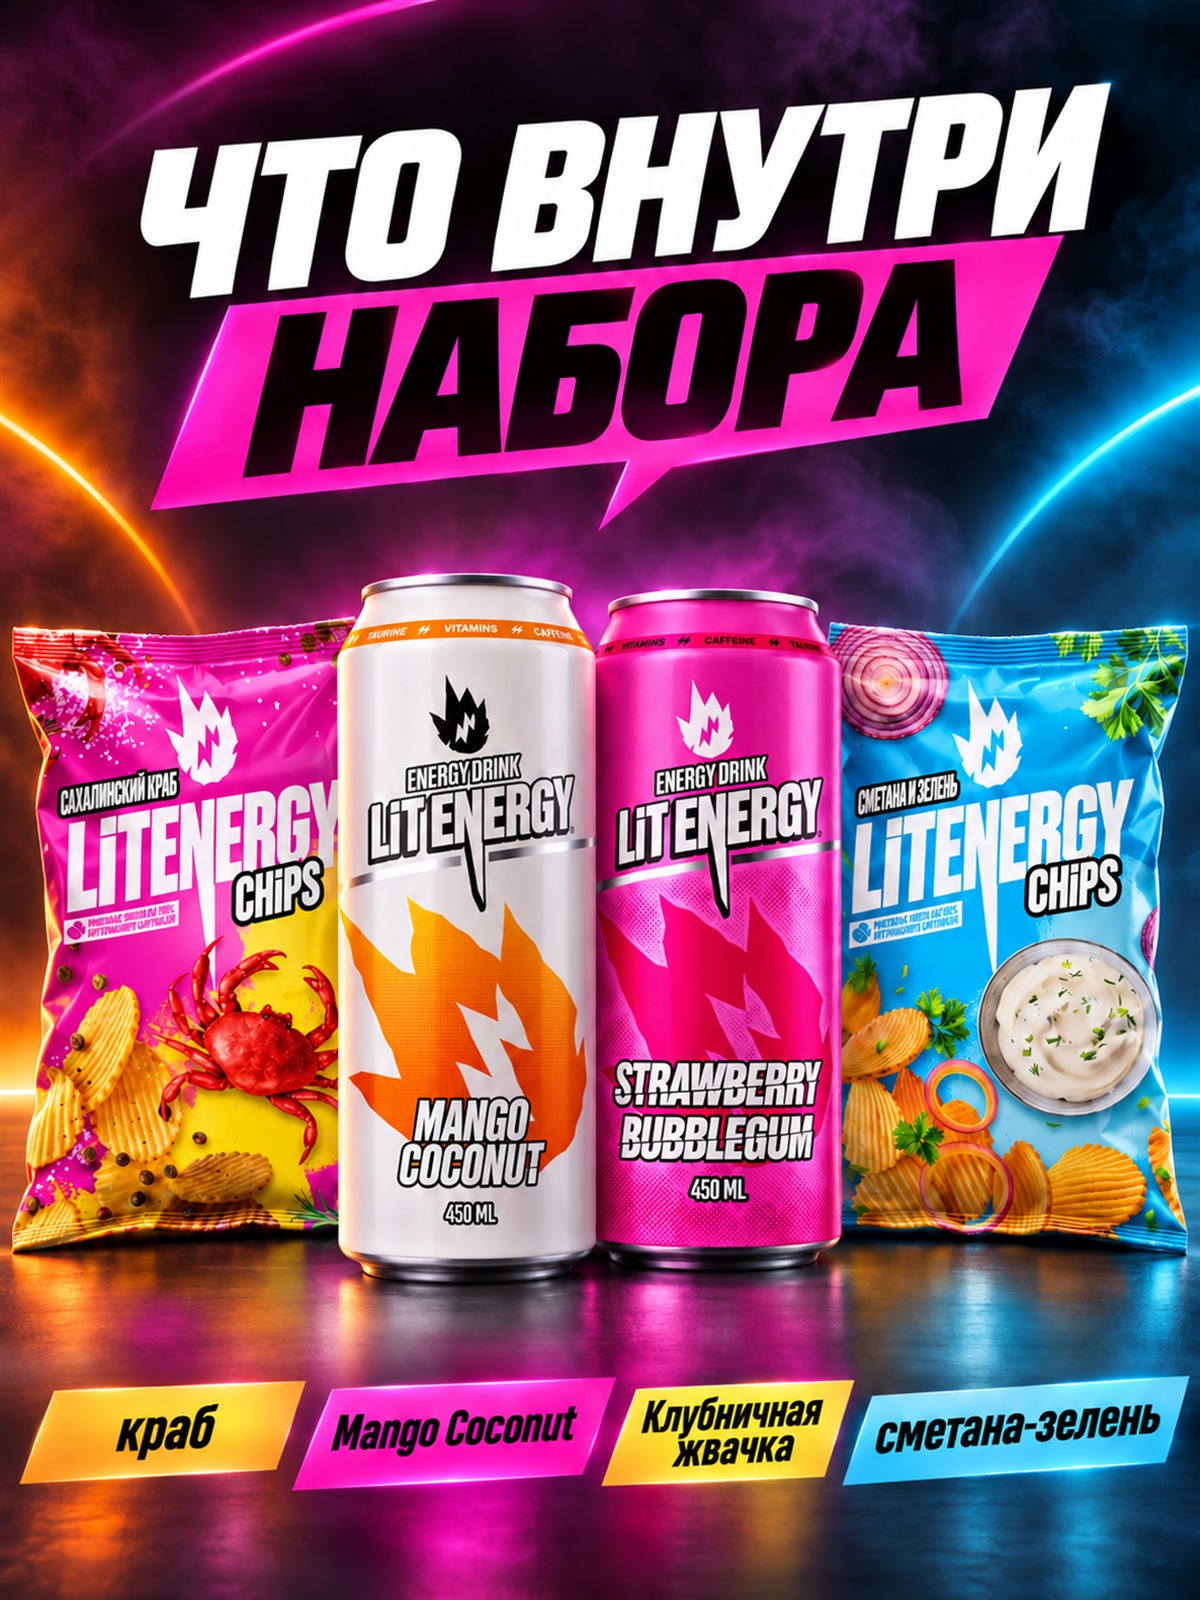 ЧТО ВНУТРИ
НАБОРА
САХАЛИНСКИЙ КРАБ
LITENERGY
CHIPS
TAURINE VITAMINS CAFFEINE
ENERGY DRINK
LIT ENERGY
MANGO
COCONUT
450 ML
VITAMINS CAFFEINE
ENERGY DRINK
LIT ENERGY
STRAWBERRY
BUBBLEGUM
450 ML
СМЕТАНА И ЗЕЛЕНЬ
LITENERGY
CHIPS
краб
Mango Coconut
Клубничная
жвачка
сметана-зелень